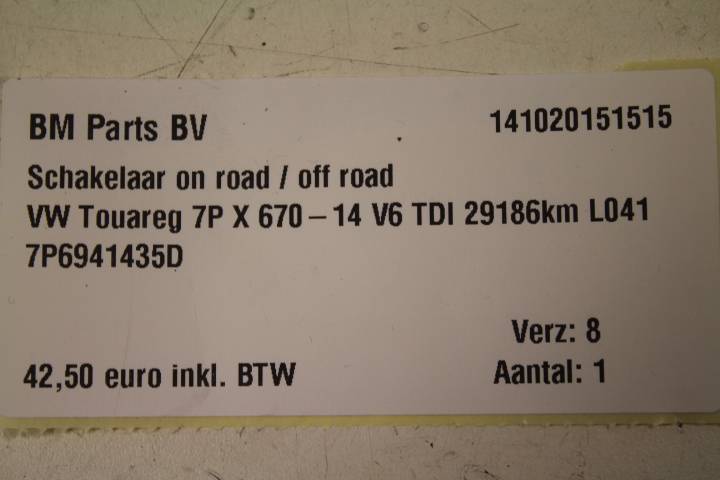 BM Parts BV 141020151515
Schakelaar on road / off road
VW Touareg 7P X 670 – 14 V6 TDI 29186km L041
7P6941435D
Verz: 8
42,50 euro inkl. BTW Aantal: 1